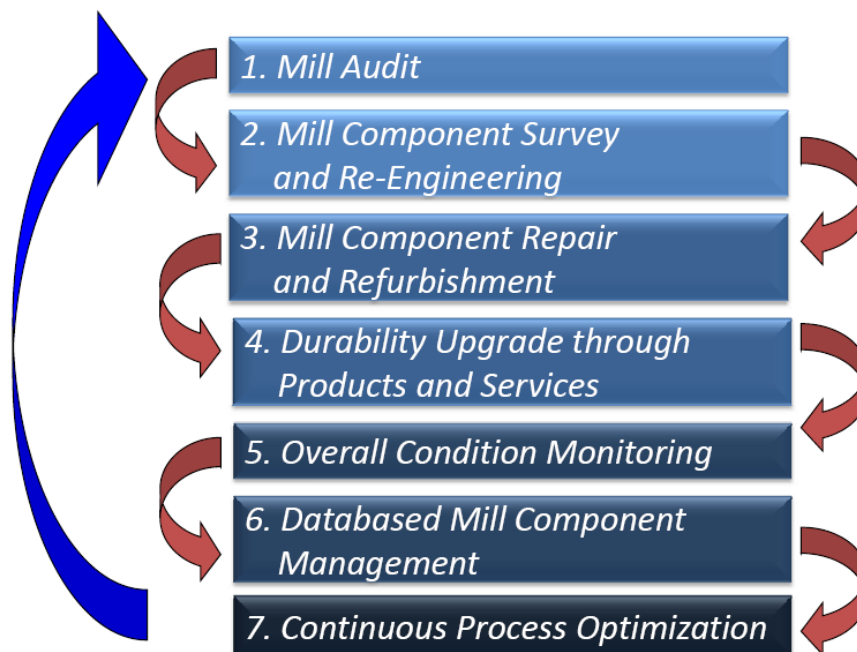 1. Mill Audit
2. Mill Component Survey
and Re-Engineering
3. Mill Component Repair
and Refurbishment
4. Durability Upgrade through
Products and Services
5. Overall Condition Monitoring
6. Databased Mill Component
Management
7. Continuous Process Optimization